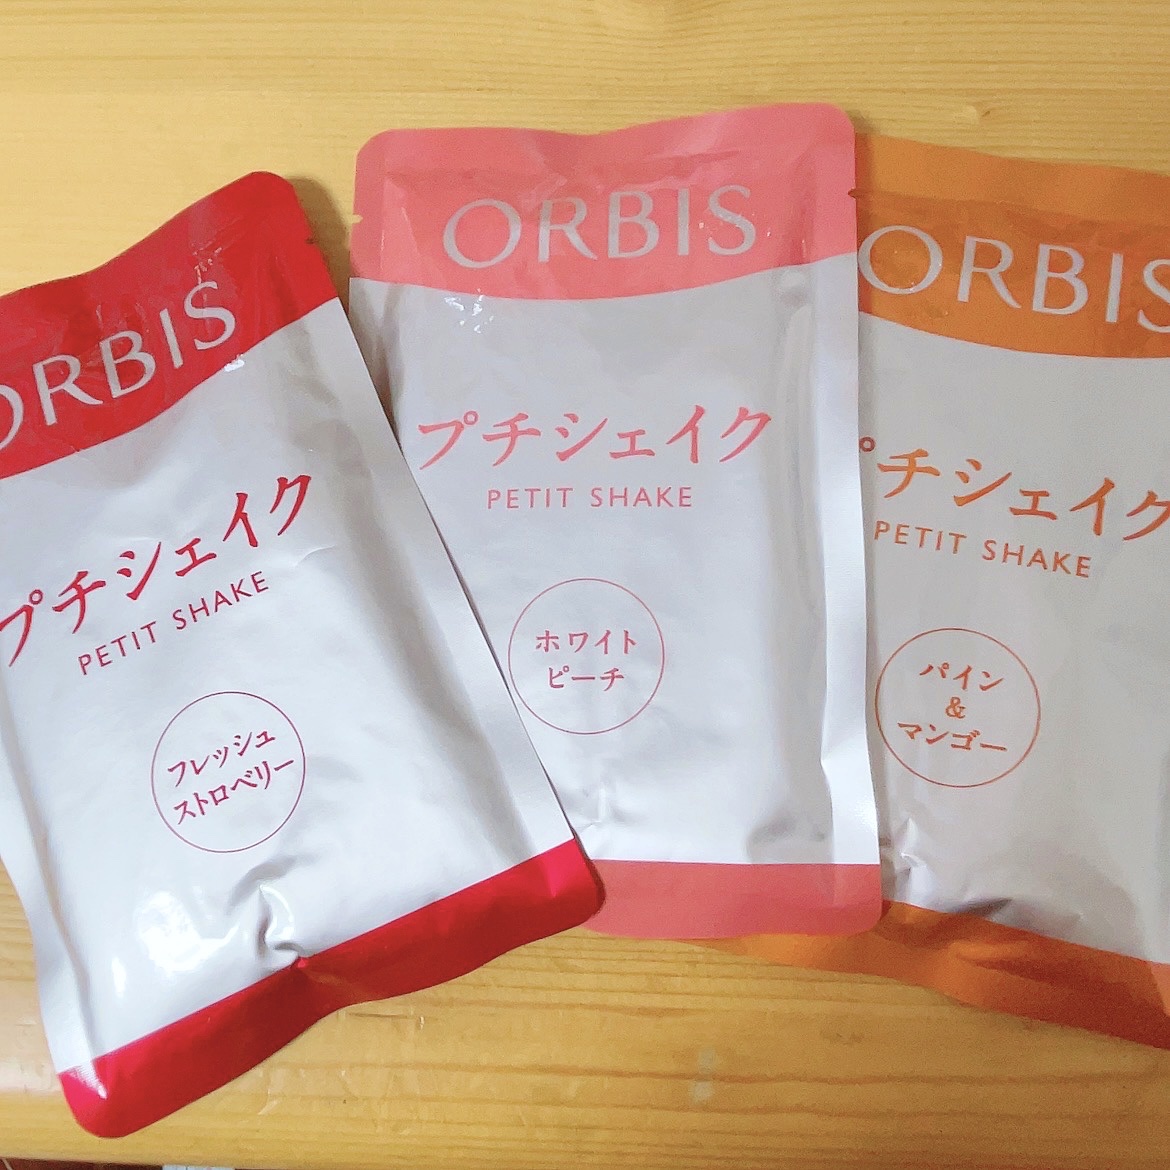 ORBIS
プチシェイク
PETIT SHAKE
フレッシュ
ストロベリー
ORBIS
プチシェイク
PETIT SHAKE
ホワイト
ピーチ
ORBIS
プチシェイク
PETIT SHAKE
パイン
&
マンゴー